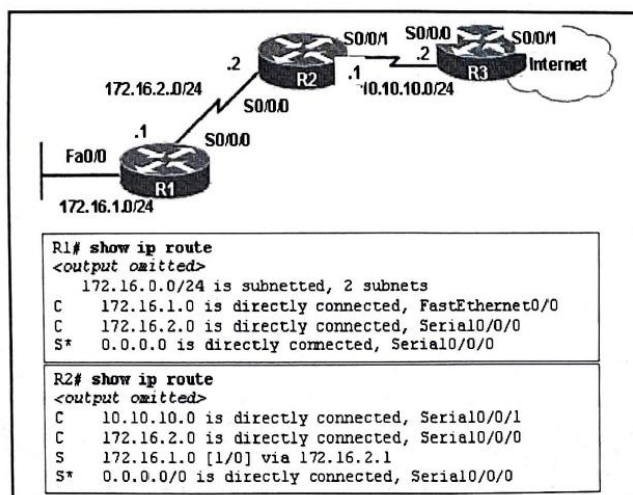 S0/0/1
S0/0/0
S0/0/1
.2
R2
.1
.2
R3
Internet
172.16.2..0/24
10.10.10.0/24
S0/0/0
.1
S0/0/0
Fa0/0
R1
172.16.1.0/24
R1# show ip route
<output omitted>
172.16.0.0/24 is subnetted, 2 subnets
C 172.16.1.0 is directly connected, FastEthernet0/0
C 172.16.2.0 is directly connected, Serial0/0/0
S* 0.0.0.0 is directly connected, Serial0/0/0
R2# show ip route
<output omitted>
C 10.10.10.0 is directly connected, Serial0/0/1
C 172.16.2.0 is directly connected, Serial0/0/0
S 172.16.1.0 [1/0] via 172.16.2.1
S* 0.0.0.0/0 is directly connected, Serial0/0/0